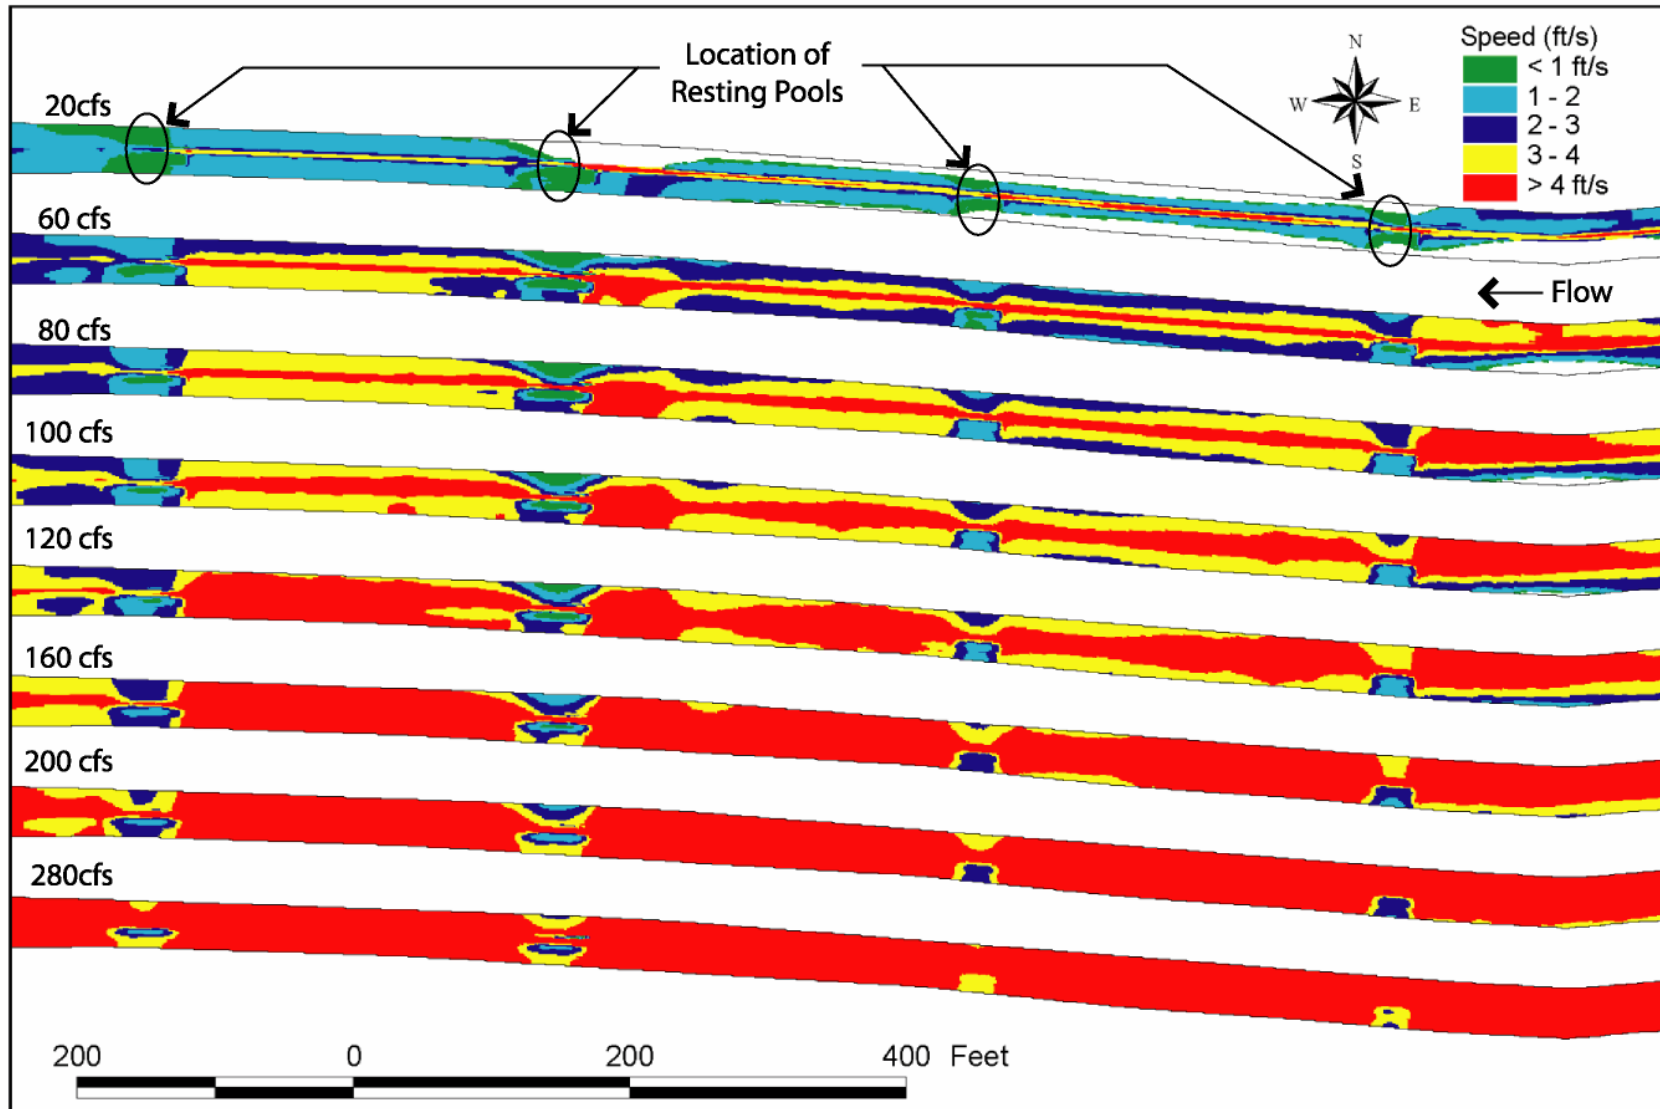 Location of
Resting Pools
N
W E
S
Speed (ft/s)
< 1 ft/s
1 - 2
2 - 3
3 - 4
> 4 ft/s
20cfs
60 cfs
Flow
80 cfs
100 cfs
120 cfs
160 cfs
200 cfs
280cfs
200 0 200 400 Feet